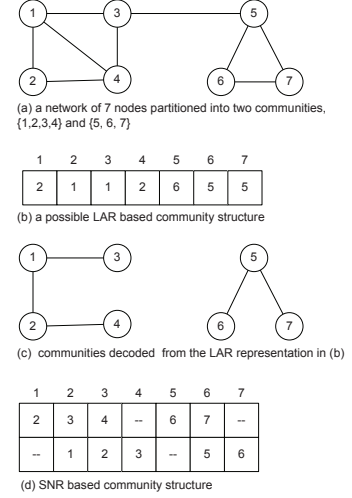 1 3 5
2 4 6 7
(a) a network of 7 nodes partitioned into two communities,
{1,2,3,4} and {5, 6, 7}
1 2 3 4 5 6 7
2 1 1 2 6 5 5
(b) a possible LAR based community structure
1 3 5
2 4 6 7
(c) communities decoded from the LAR representation in (b)
1 2 3 4 5 6 7
2 3 4 -- 6 7 --
-- 1 2 3 -- 5 6
(d) SNR based community structure